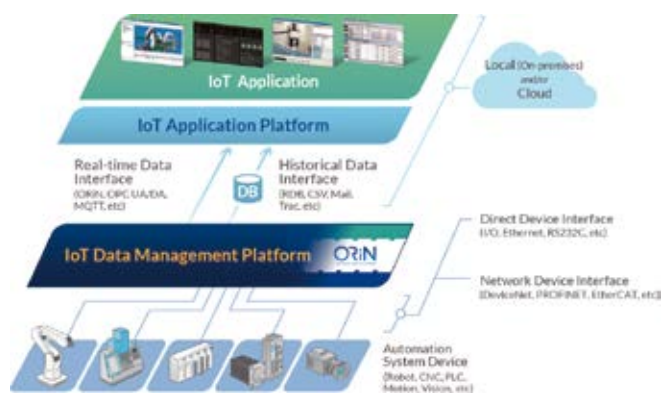 IoT Application
Local (On-premises)
and/or
Cloud
IoT Application Platform
Real-time Data
Interface
(ORiN, OPC UA/DA,
MQTT, etc)
DB
Historical Data
Interface
(RDB, CSV, Mail,
Trac, etc)
Direct Device Interface
(I/O, Ethernet, RS232C, etc)
IoT Data Management Platform
ORiN
Network Device Interface
(DeviceNet, PROFINET, EtherCAT, etc)
Automation
System Device
(Robot, CNC, PLC,
Motion, Vision, etc)